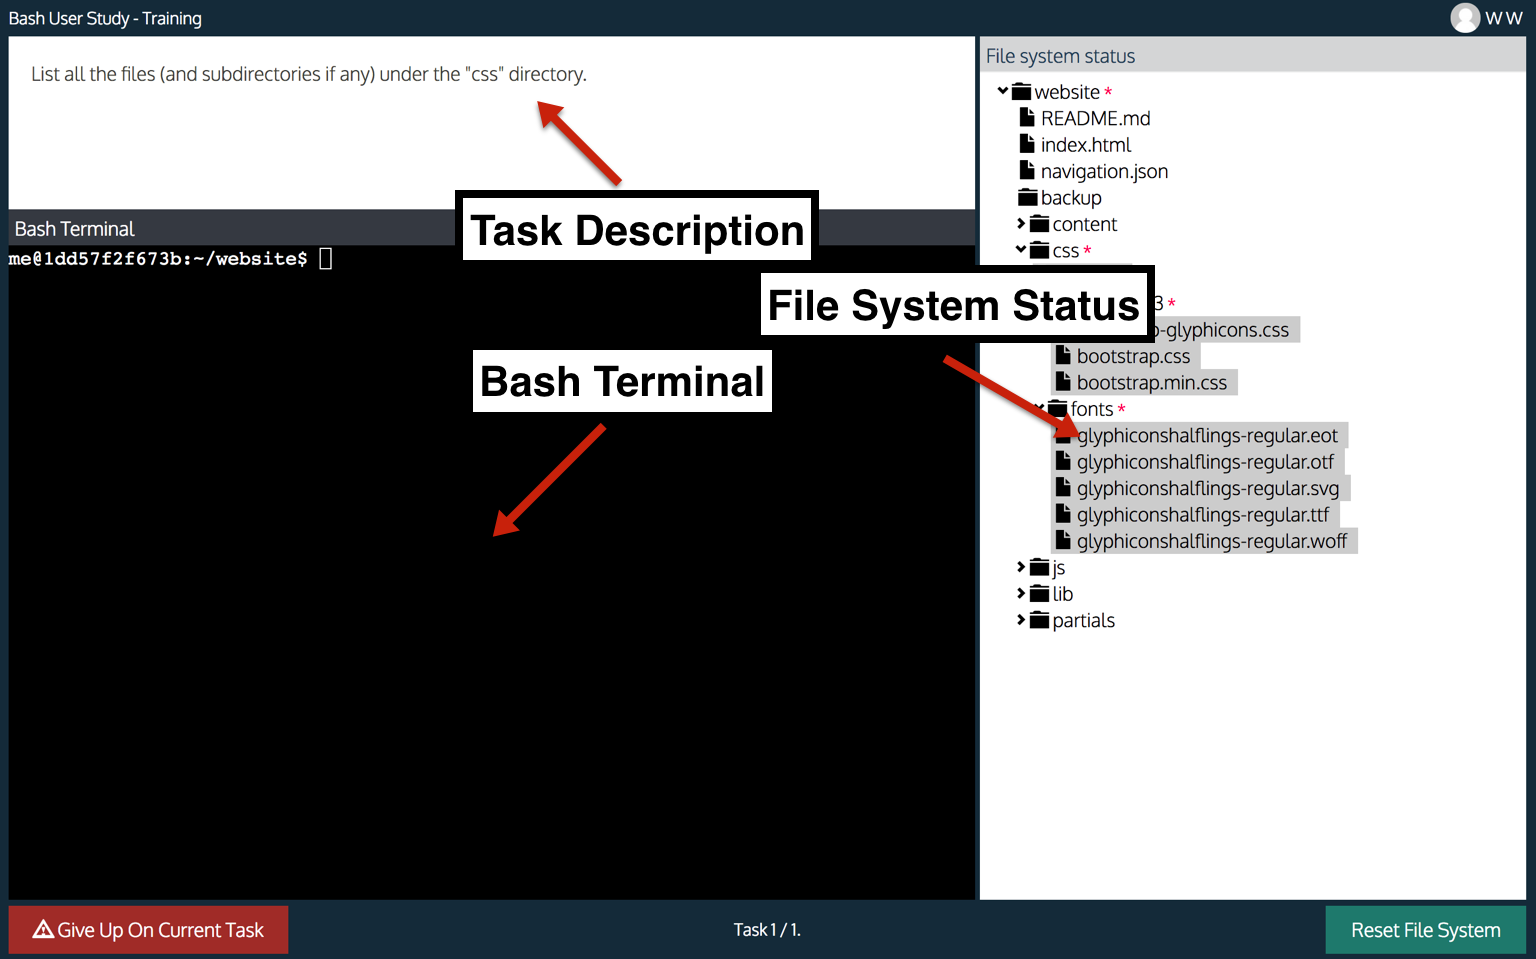 Bash User Study - Training
W W
List all the files (and subdirectories if any) under the "css" directory.
Task Description
Bash Terminal
me@1dd57f2f673b:~/website$
Bash Terminal
File System Status
File system status
website *
README.md
index.html
navigation.json
backup
content
css *
3 *
-glyphicons.css
bootstrap.css
bootstrap.min.css
fonts *
glyphiconshalflings-regular.eot
glyphiconshalflings-regular.otf
glyphiconshalflings-regular.svg
glyphiconshalflings-regular.ttf
glyphiconshalflings-regular.woff
js
lib
partials
Give Up On Current Task
Task 1 / 1.
Reset File System